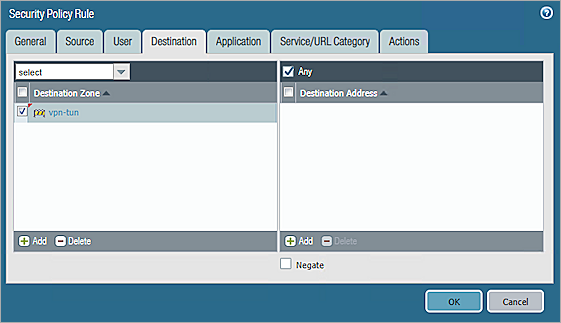 Security Policy Rule
General Source User Destination Application Service/URL Category Actions
select Any
Destination Zone Destination Address
vpn-tun
Add Delete Add Delete
Negate
OK Cancel